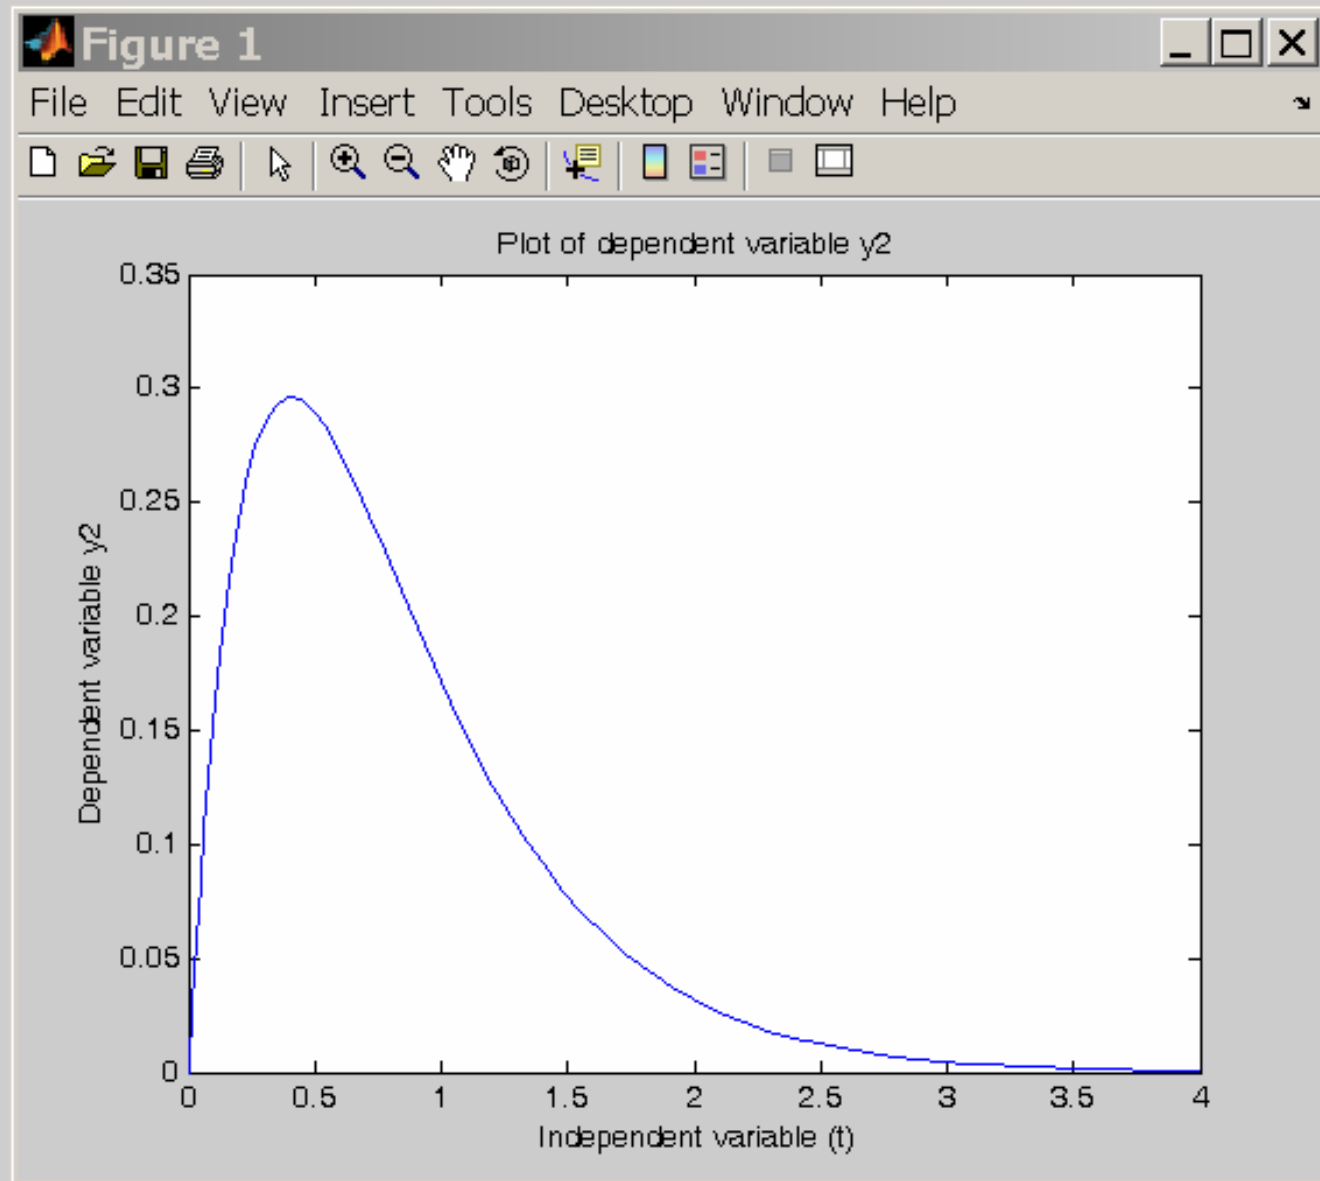 Figure 1
File Edit View Insert Tools Desktop Window Help
Plot of dependent variable y2
0.35
0.3
0.25
0.2
0.15
0.1
0.05
0
Dependent variable y2
0 0.5 1 1.5 2 2.5 3 3.5 4
Independent variable (t)